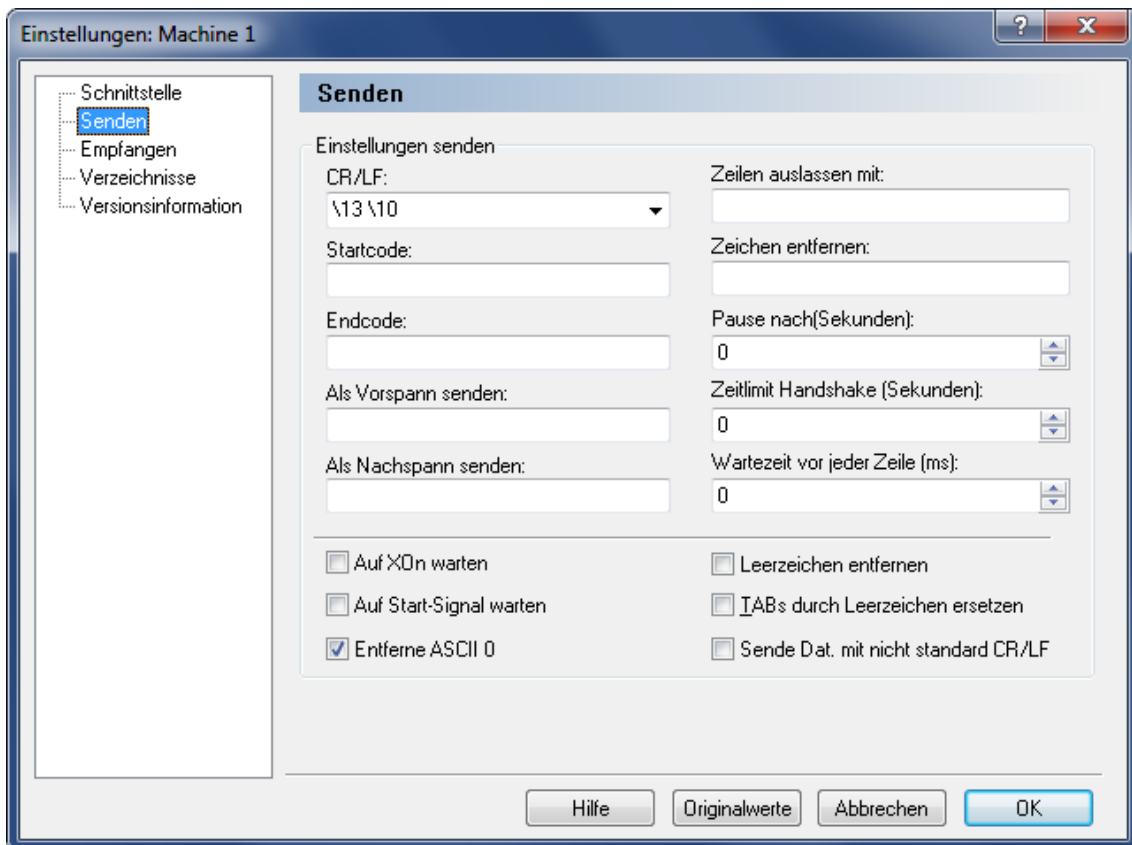 Einstellungen: Machine 1
?
X
Schnittstelle
Senden
Empfangen
Verzeichnisse
Versionsinformation
Senden
Einstellungen senden
CR/LF:
\13 \10
Startcode:
Endcode:
Als Vorspann senden:
Als Nachspann senden:
Zeilen auslassen mit:
Zeichen entfernen:
Pause nach(Sekunden):
0
Zeitlimit Handshake (Sekunden):
0
Wartezeit vor jeder Zeile (ms):
0
Auf XOn warten
Auf Start-Signal warten
Entferne ASCII 0
Leerzeichen entfernen
TABs durch Leerzeichen ersetzen
Sende Dat. mit nicht standard CR/LF
Hilfe
Originalwerte
Abbrechen
OK